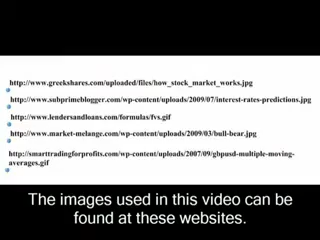 http://www.greekshares.com/uploaded/files/how_stock_market_works.jpg
http://www.subprimeblogger.com/wp-content/uploads/2009/07/interest-rates-predictions.jpg
http://www.lendersandloans.com/formulas/fvs.gif
http://www.market-melange.com/wp-content/uploads/2009/03/bull-bear.jpg
http://smarttradingforprofits.com/wp-content/uploads/2007/09/gbpusd-multiple-moving-
averages.gif
The images used in this video can be
found at these websites.